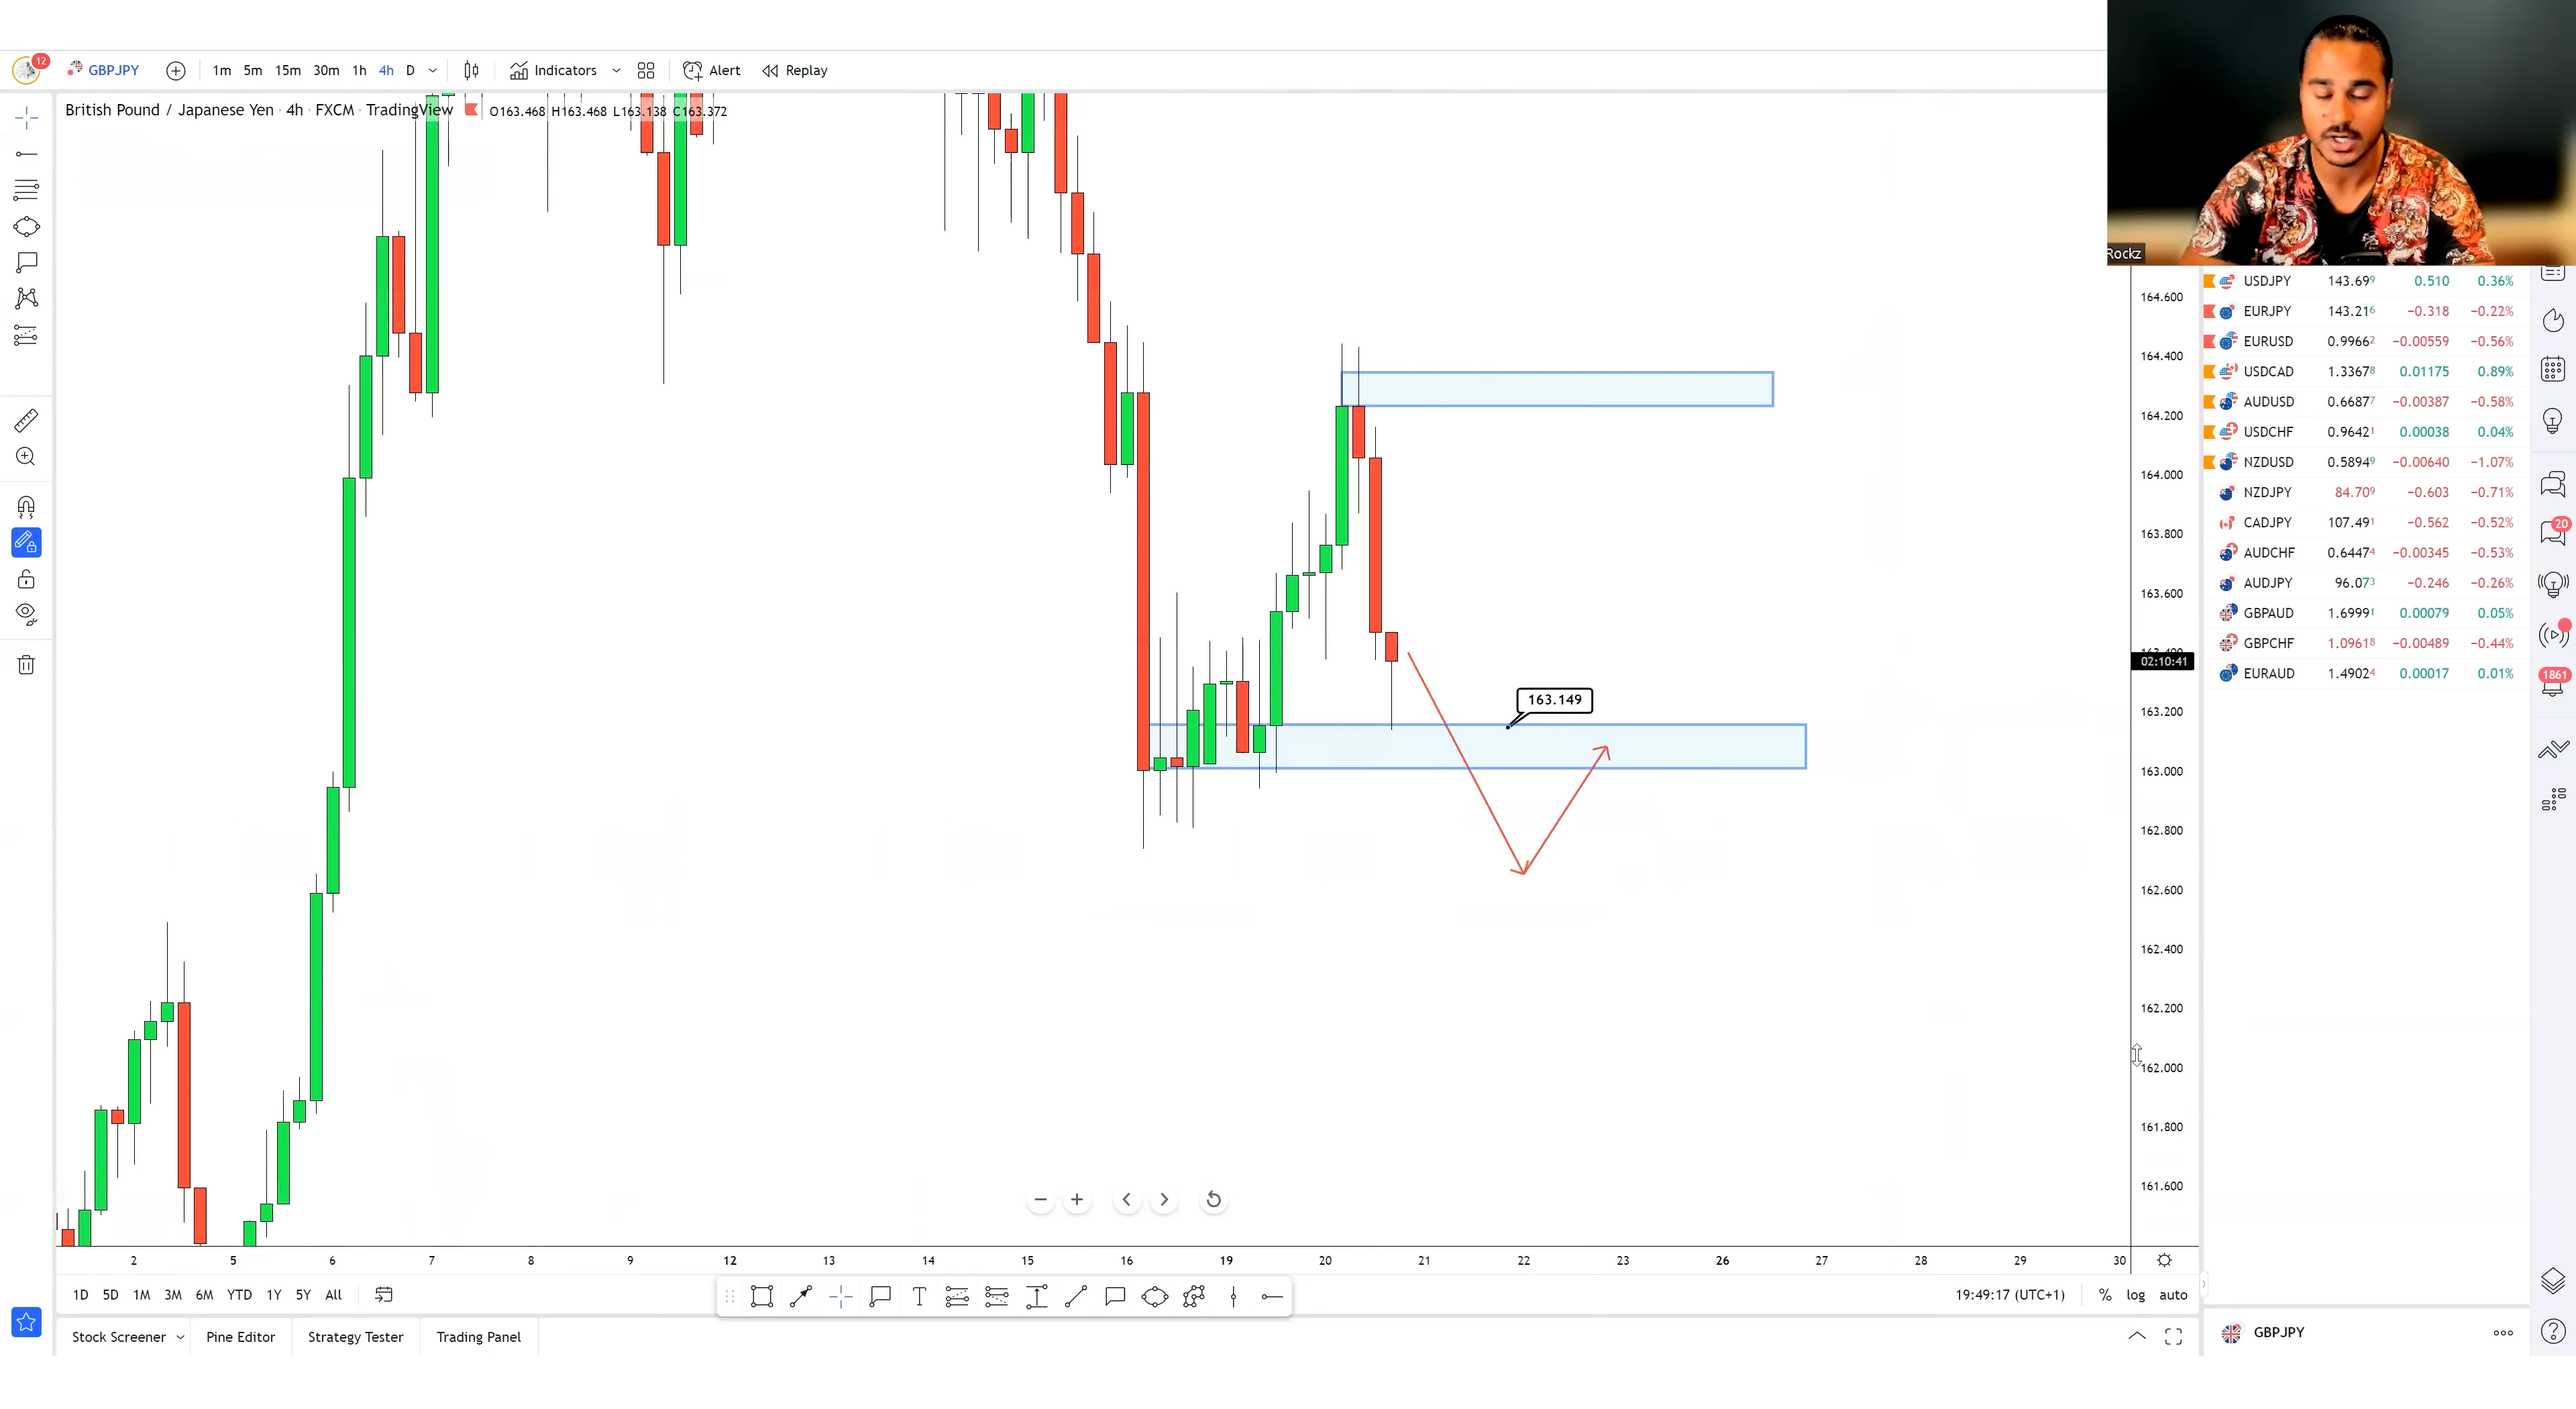 12
GBPJPY 1m 5m 15m 30m 1h 4h D Indicators Alert Replay
British Pound / Japanese Yen · 4h · FXCM · TradingView O163.468 H163.468 L163.138 C163.372
Rockz
USDJPY 143.699 0.510 0.36%
EURJPY 143.216 −0.318 −0.22%
EURUSD 0.99662 −0.00559 −0.56%
USDCAD 1.33678 0.01175 0.89%
AUDUSD 0.66877 −0.00387 −0.58%
USDCHF 0.96421 0.00038 0.04%
NZDUSD 0.58949 −0.00640 −1.07%
NZDJPY 84.709 −0.603 −0.71%
CADJPY 107.491 −0.562 −0.52%
AUDCHF 0.64474 −0.00345 −0.53%
AUDJPY 96.073 −0.246 −0.26%
GBPAUD 1.69991 0.00079 0.05%
GBPCHF 1.09618 −0.00489 −0.44%
EURAUD 1.49024 0.00017 0.01%
20
1861
164.600
164.400
164.200
164.000
163.800
163.600
163.400
02:10:41
163.200
163.000
162.800
162.600
162.400
162.200
162.000
161.800
161.600
163.149
2 5 6 7 8 9 12 13 14 15 16 19 20 21 22 23 26 27 28 29 30
1D 5D 1M 3M 6M YTD 1Y 5Y All
T
19:49:17 (UTC+1) % log auto
Stock Screener Pine Editor Strategy Tester Trading Panel
GBPJPY